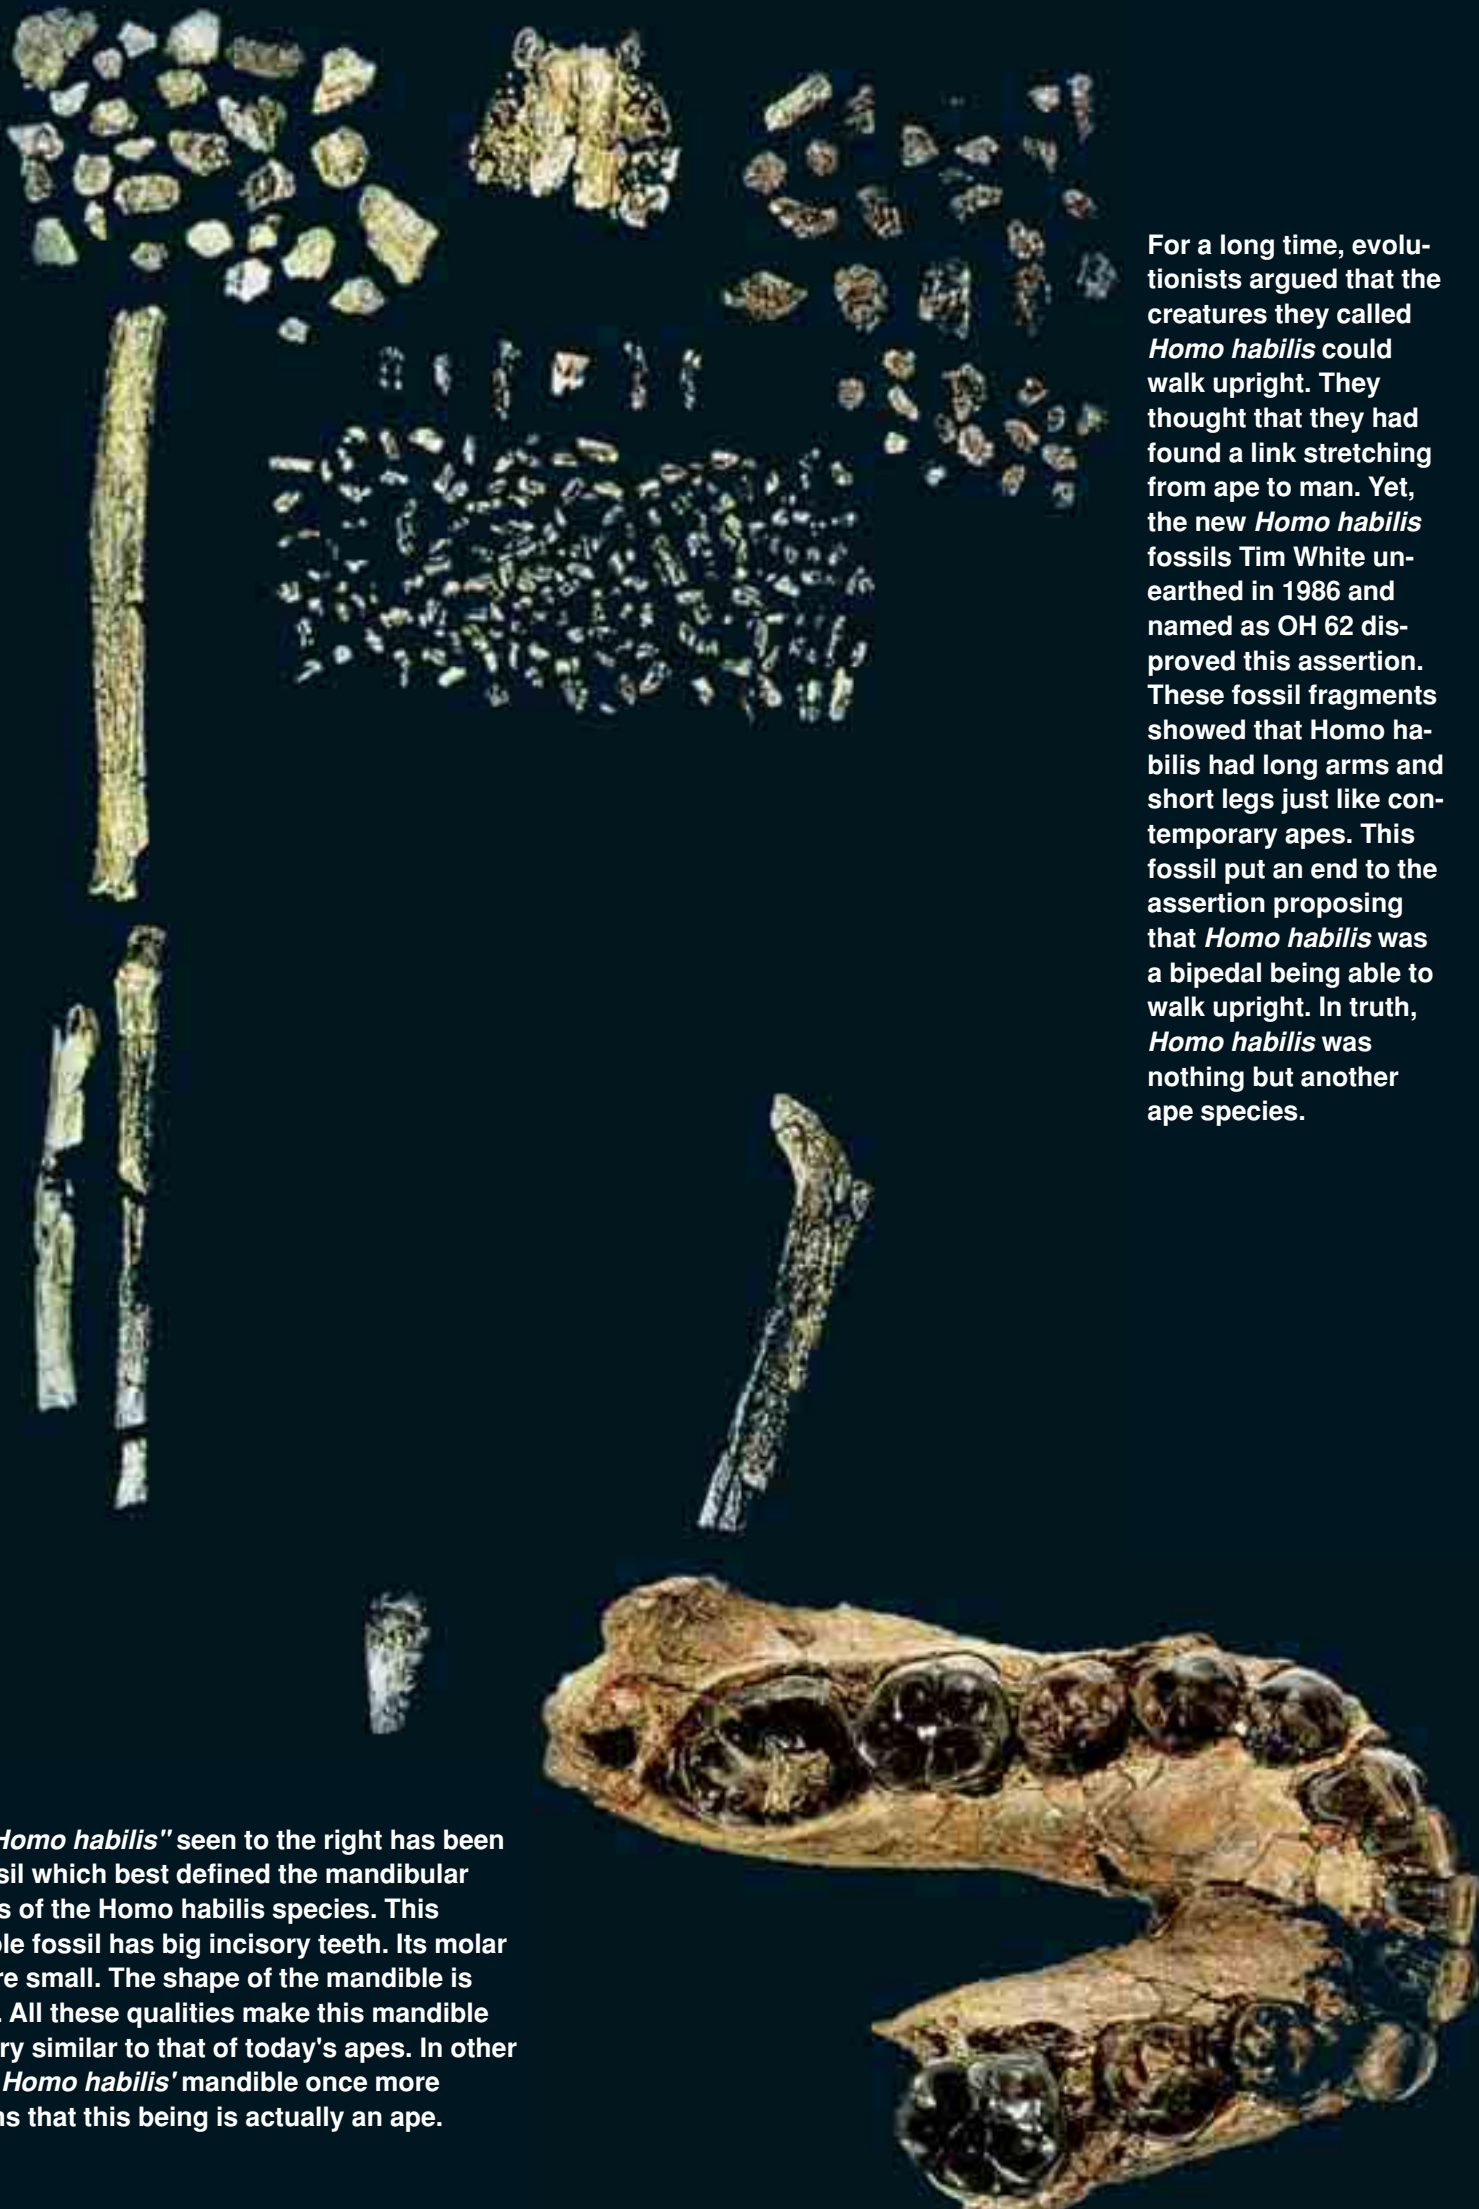 For a long time, evolu-
tionists argued that the
creatures they called
Homo habilis could
walk upright. They
thought that they had
found a link stretching
from ape to man. Yet,
the new Homo habilis
fossils Tim White un-
earthed in 1986 and
named as OH 62 dis-
proved this assertion.
These fossil fragments
showed that Homo ha-
bilis had long arms and
short legs just like con-
temporary apes. This
fossil put an end to the
assertion proposing
that Homo habilis was
a bipedal being able to
walk upright. In truth,
Homo habilis was
nothing but another
ape species.
Homo habilis" seen to the right has been
sil which best defined the mandibular
s of the Homo habilis species. This
le fossil has big incisory teeth. Its molar
re small. The shape of the mandible is
. All these qualities make this mandible
ry similar to that of today's apes. In other
Homo habilis' mandible once more
ns that this being is actually an ape.